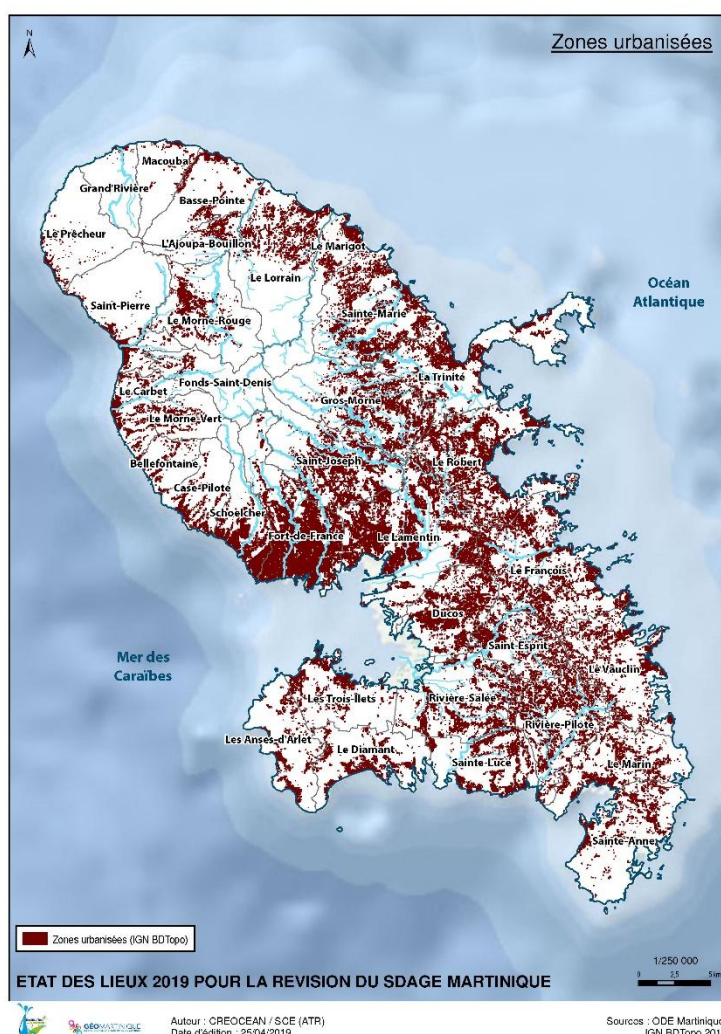 N
Zones urbanisées
Macouba
Grand'Rivière
Basse-Pointe
Le Prêcheur
L'Ajoupa-Bouillon
Le Marigot
Le Lorrain
Océan
Atlantique
Saint-Pierre
Sainte-Marie
Le Morne-Rouge
La Trinité
Fonds-Saint-Denis
Le Carbet
Gros-Morne
Le Morne-Vert
Bellefontaine
Saint-Joseph
Le Robert
Case-Pilote
Schoelcher
Fort-de-France
Le Lamentin
Le François
Ducos
Saint-Esprit
Mer des
Caraïbes
Le Vauclin
Les Trois-Ilets
Rivière-Salée
Rivière-Pilote
Les Anses-d'Arlet
Le Diamant
Sainte-Luce
Le Marin
Sainte-Anne
Zones urbanisées (IGN BDTopo)
1/250 000
0 2,5 5km
ETAT DES LIEUX 2019 POUR LA REVISION DU SDAGE MARTINIQUE
GÉOMARTINIQUE
Auteur : CREOCEAN / SCE (ATR)
Date d'édition : 25/04/2019
Sources : ODE Martinique
IGN BDTopo 201